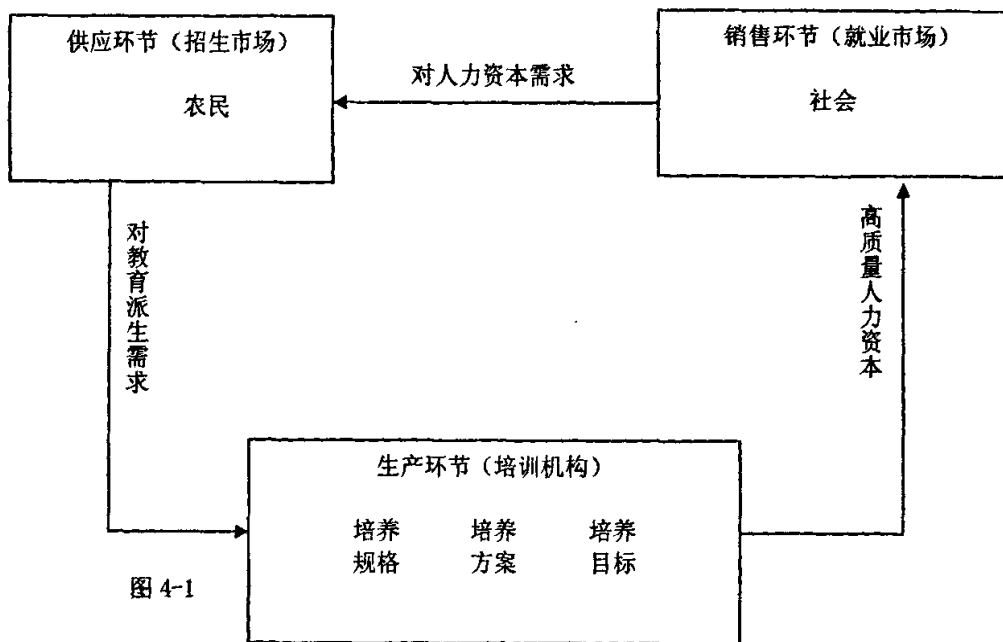 供应环节（招生市场）
农民
对人力资本需求
销售环节（就业市场）
社会
对教育派生需求
高质量人力资本
生产环节（培训机构）
培养 培养 培养
规格 方案 目标
图 4-1